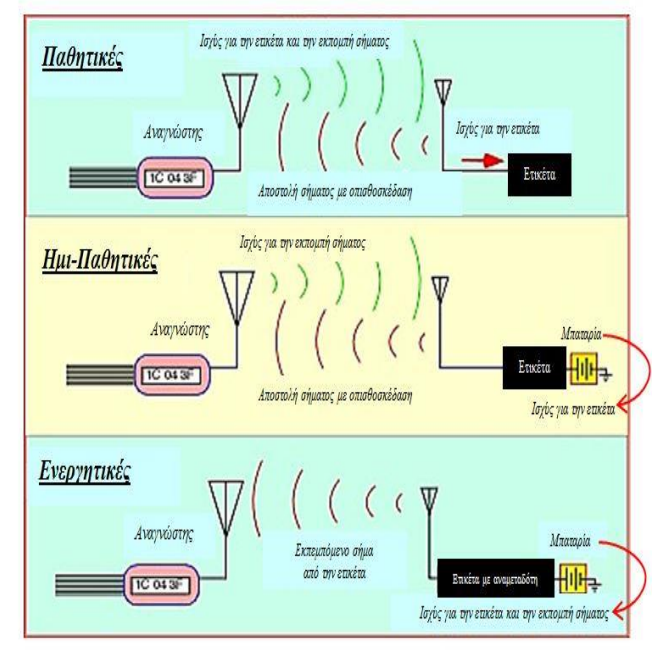 Παθητικές
Ισχύς για την ετικέτα και την εκπομπή σήματος
Αναγνώστης
1C 04 3F
Αποστολή σήματος με οπισθοσκέδαση
Ισχύς για την ετικέτα
Ετικέτα
Ημι-Παθητικές
Ισχύς για την εκπομπή σήματος
Αναγνώστης
1C 04 3F
Αποστολή σήματος με οπισθοσκέδαση
Μπαταρία
Ετικέτα
Ισχύς για την ετικέτα
Ενεργητικές
Αναγνώστης
1C 04 3F
Εκπεμπόμενο σήμα
από την ετικέτα
Μπαταρία
Ετικέτα με αναμεταδότη
Ισχύς για την ετικέτα και την εκπομπή σήματος